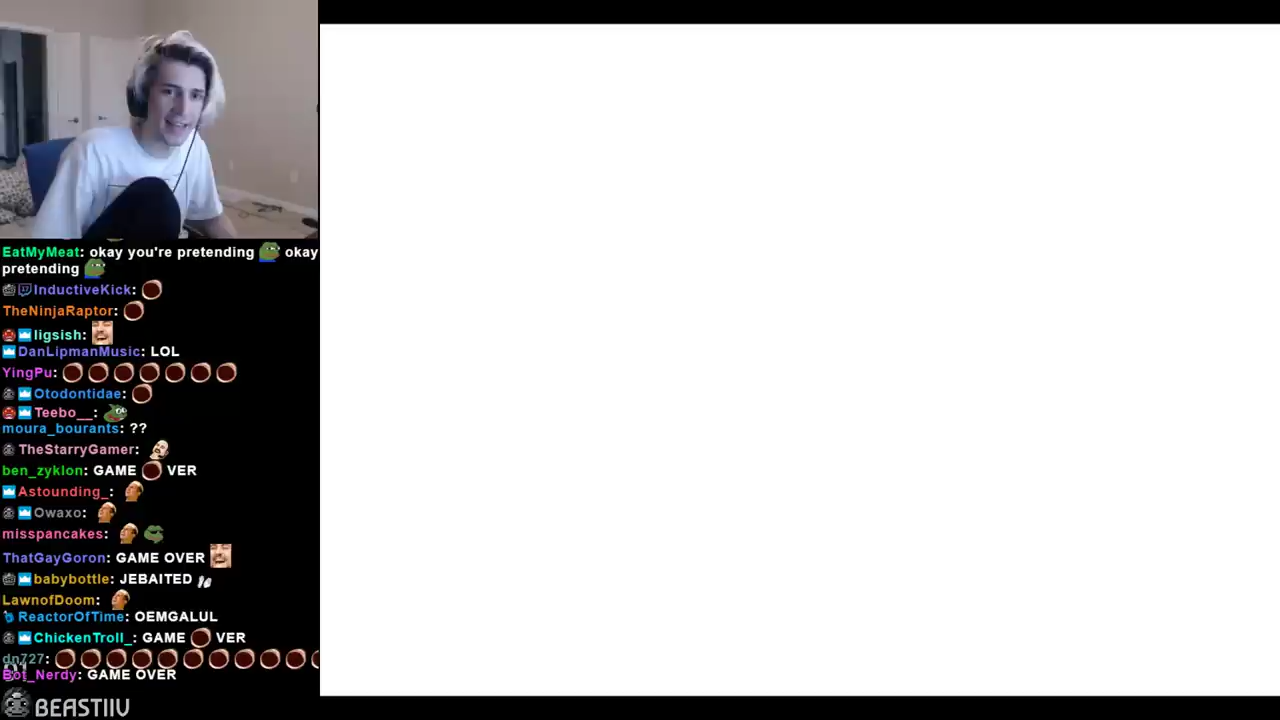 EatMyMeat: okay you're pretending okay
pretending
InductiveKick:
TheNinjaRaptor:
ligsish:
DanLipmanMusic: LOL
YingPu:
Otodontidae:
Teebo__:
moura_bourants: ??
TheStarryGamer:
ben_zyklon: GAME VER
Astounding_:
Owaxo:
misspancakes:
ThatGayGoron: GAME OVER
babybottle: JEBAITED
LawnofDoom:
ReactorOfTime: OEMGALUL
ChickenTroll_: GAME VER
dn727:
Bot_Nerdy: GAME OVER
BEASTIIV